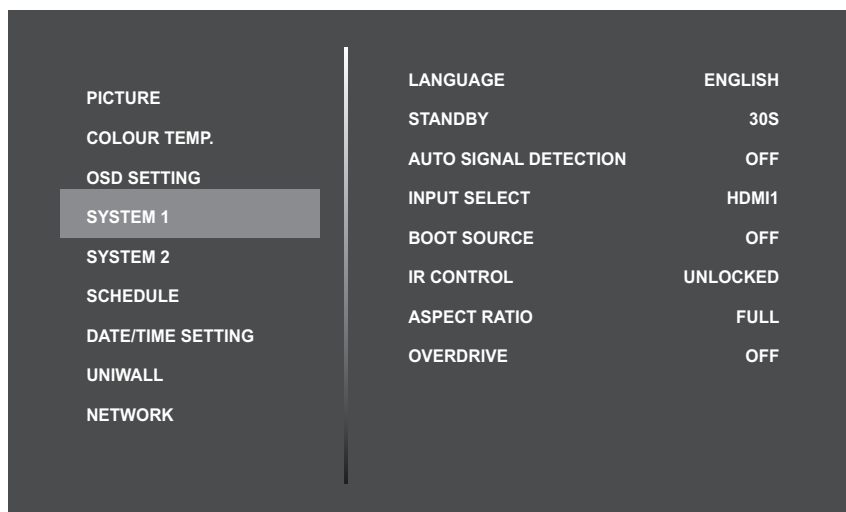 PICTURE
COLOUR TEMP.
OSD SETTING
SYSTEM 1
SYSTEM 2
SCHEDULE
DATE/TIME SETTING
UNIWALL
NETWORK
LANGUAGE ENGLISH
STANDBY 30S
AUTO SIGNAL DETECTION OFF
INPUT SELECT HDMI1
BOOT SOURCE OFF
IR CONTROL UNLOCKED
ASPECT RATIO FULL
OVERDRIVE OFF